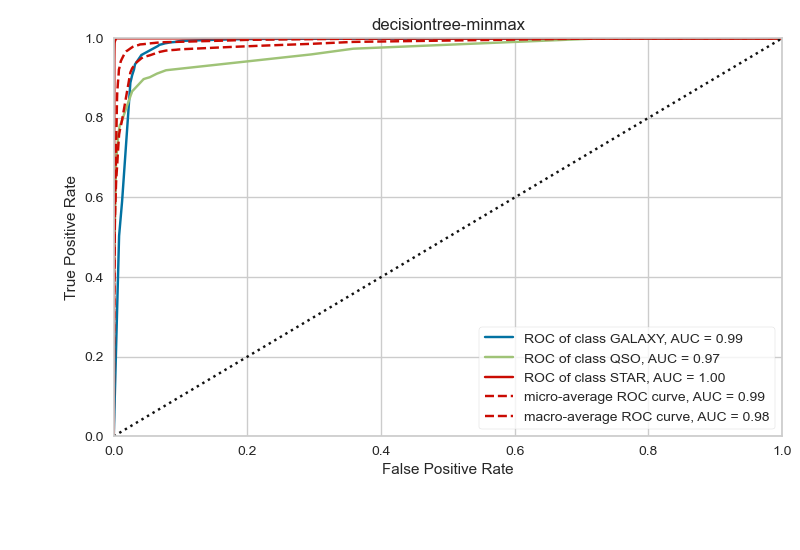 decisiontree-minmax
1.0
0.8
0.6
0.4
0.2
0.0
True Positive Rate
ROC of class GALAXY, AUC = 0.99
ROC of class QSO, AUC = 0.97
ROC of class STAR, AUC = 1.00
micro-average ROC curve, AUC = 0.99
macro-average ROC curve, AUC = 0.98
0.0 0.2 0.4 0.6 0.8 1.0
False Positive Rate